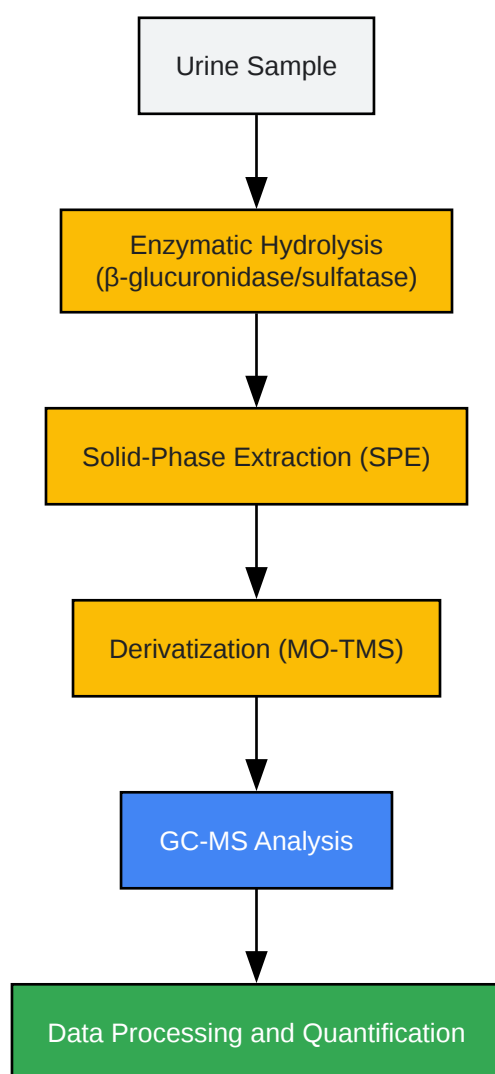 Urine Sample
Enzymatic Hydrolysis
(β-glucuronidase/sulfatase)
Solid-Phase Extraction (SPE)
Derivatization (MO-TMS)
GC-MS Analysis
Data Processing and Quantification